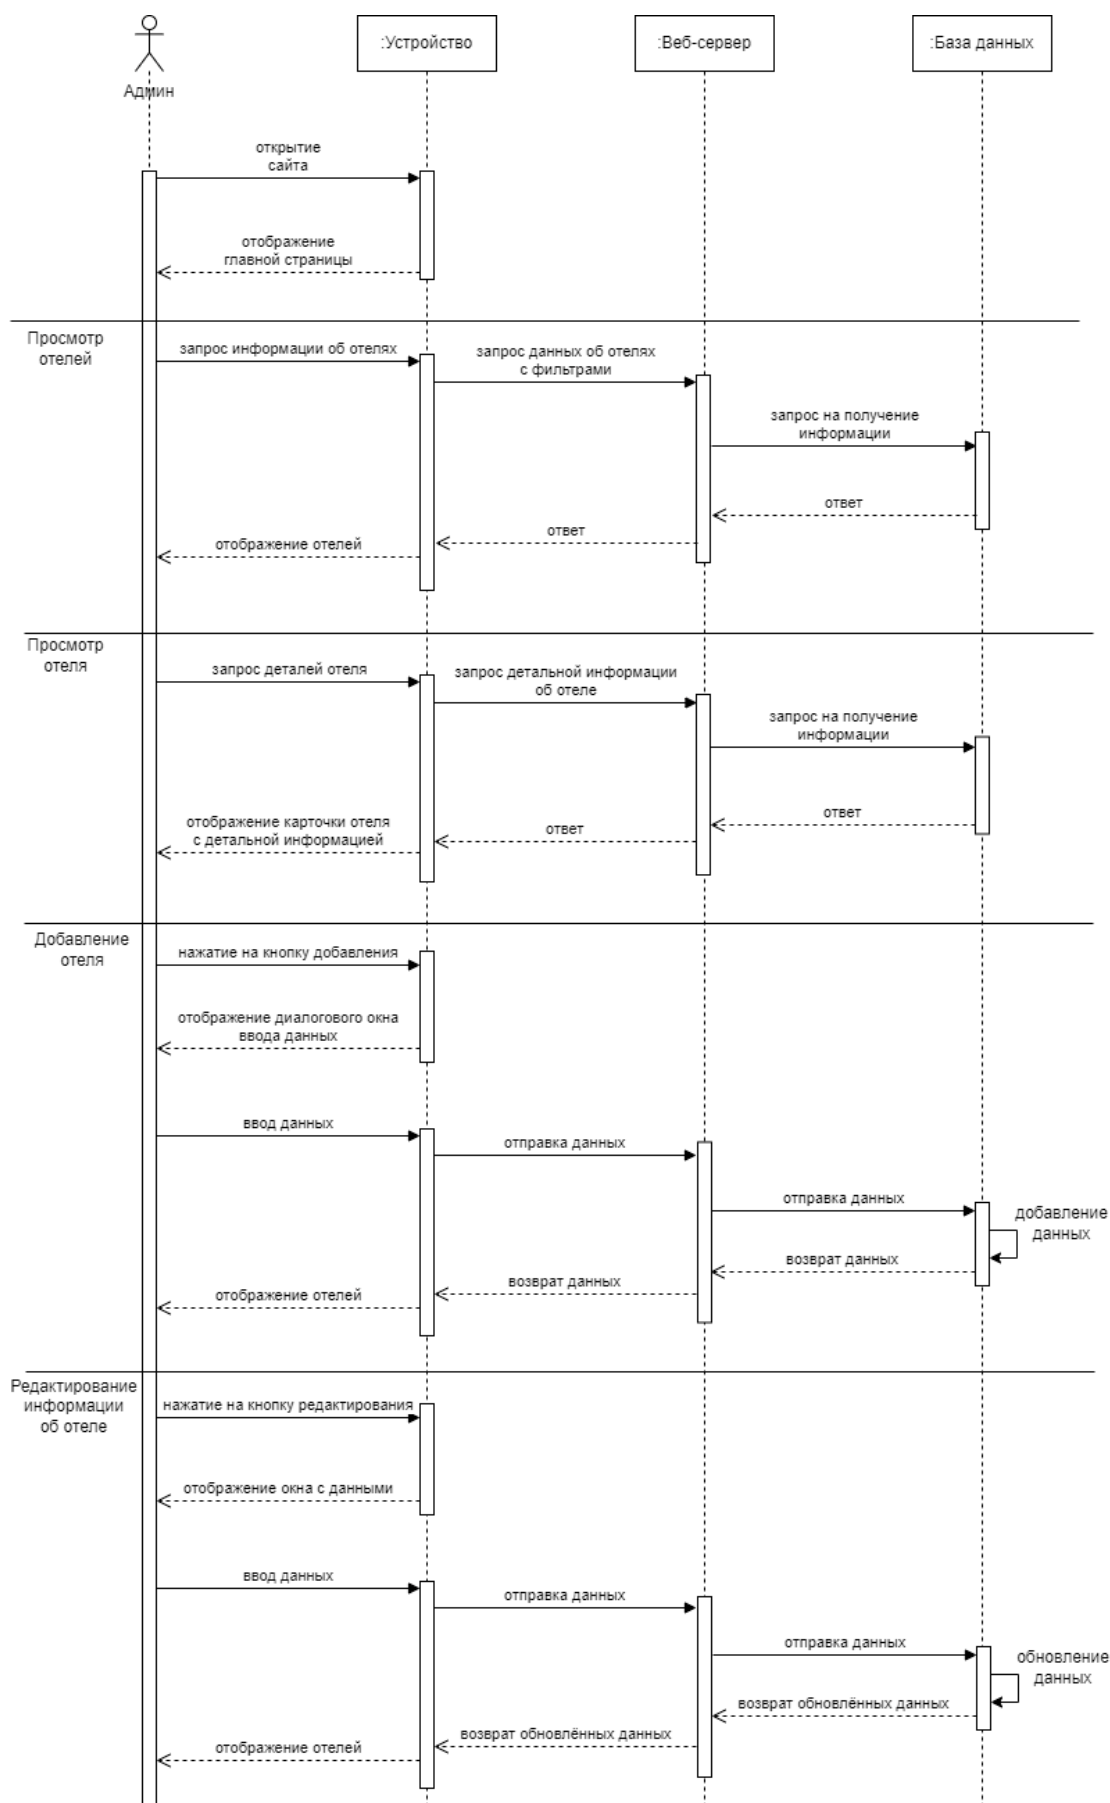 :Устройство
:Веб-сервер
:База данных
Админ
открытие
сайта
отображение
главной страницы
Просмотр
отелей
запрос информации об отелях
запрос данных об отелях
с фильтрами
запрос на получение
информации
ответ
ответ
отображение отелей
Просмотр
отеля
запрос деталей отеля
запрос детальной информации
об отеле
запрос на получение
информации
ответ
ответ
отображение карточки отеля
с детальной информацией
Добавление
отеля
нажатие на кнопку добавления
отображение диалогового окна
ввода данных
ввод данных
отправка данных
отправка данных
добавление
данных
возврат данных
возврат данных
отображение отелей
Редактирование
информации
об отеле
нажатие на кнопку редактирования
отображение окна с данными
ввод данных
отправка данных
отправка данных
обновление
данных
возврат обновлённых данных
возврат обновлённых данных
отображение отелей